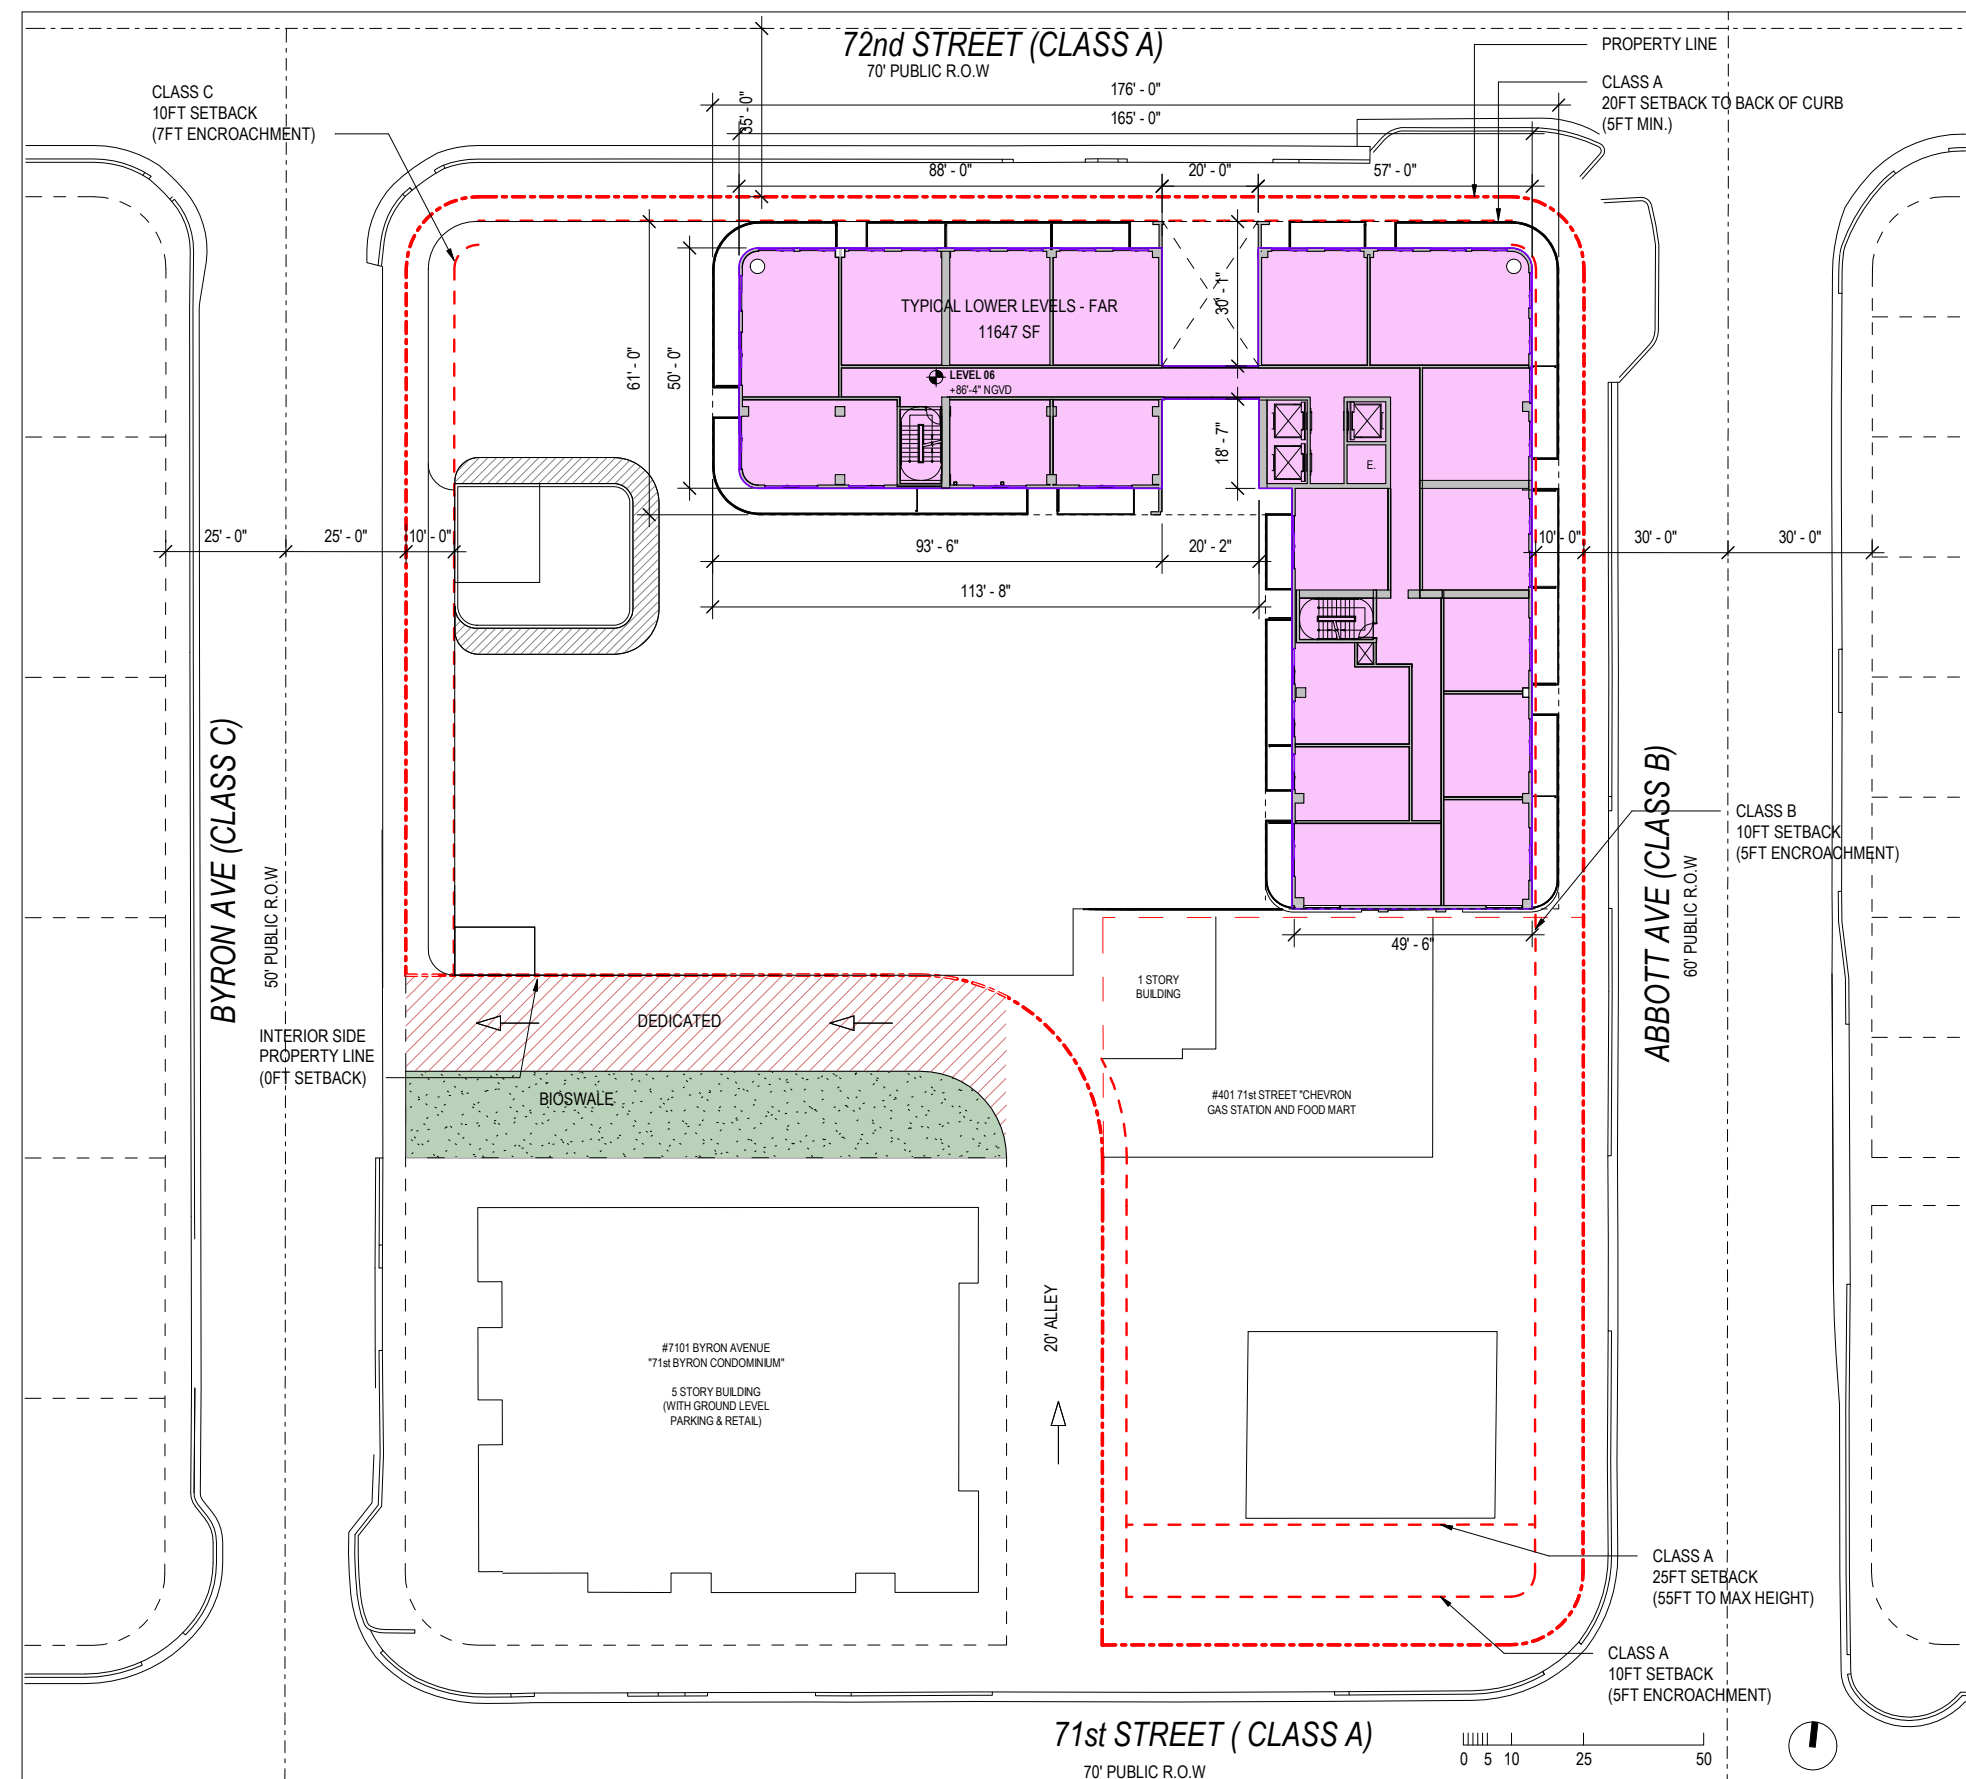 72nd STREET (CLASS A)
70' PUBLIC R.O.W
PROPERTY LINE
CLASS A
20FT SETBACK TO BACK OF CURB
(5FT MIN.)
CLASS C
10FT SETBACK
(7FT ENCROACHMENT)
176' - 0"
165' - 0"
35' - 0"
88' - 0"
20' - 0"
57' - 0"
TYPICAL LOWER LEVELS - FAR
11647 SF
30' - 1"
61' - 0"
50' - 0"
LEVEL 06
+86'-4" NGVD
18' - 7"
E.
25' - 0"
25' - 0"
10' - 0"
93' - 6"
20' - 2"
10' - 0"
30' - 0"
30' - 0"
113' - 8"
BYRON AVE (CLASS C)
50' PUBLIC R.O.W
ABBOTT AVE (CLASS B)
60' PUBLIC R.O.W
CLASS B
10FT SETBACK
(5FT ENCROACHMENT)
49' - 6"
1 STORY
BUILDING
DEDICATED
INTERIOR SIDE
PROPERTY LINE
(0FT SETBACK)
BIOSWALE
#401 71st STREET "CHEVRON
GAS STATION AND FOOD MART
20' ALLEY
#7101 BYRON AVENUE
"71st BYRON CONDOMINIUM"
5 STORY BUILDING
(WITH GROUND LEVEL
PARKING & RETAIL)
CLASS A
25FT SETBACK
(55FT TO MAX HEIGHT)
CLASS A
10FT SETBACK
(5FT ENCROACHMENT)
71st STREET ( CLASS A)
70' PUBLIC R.O.W
0 5 10 25 50